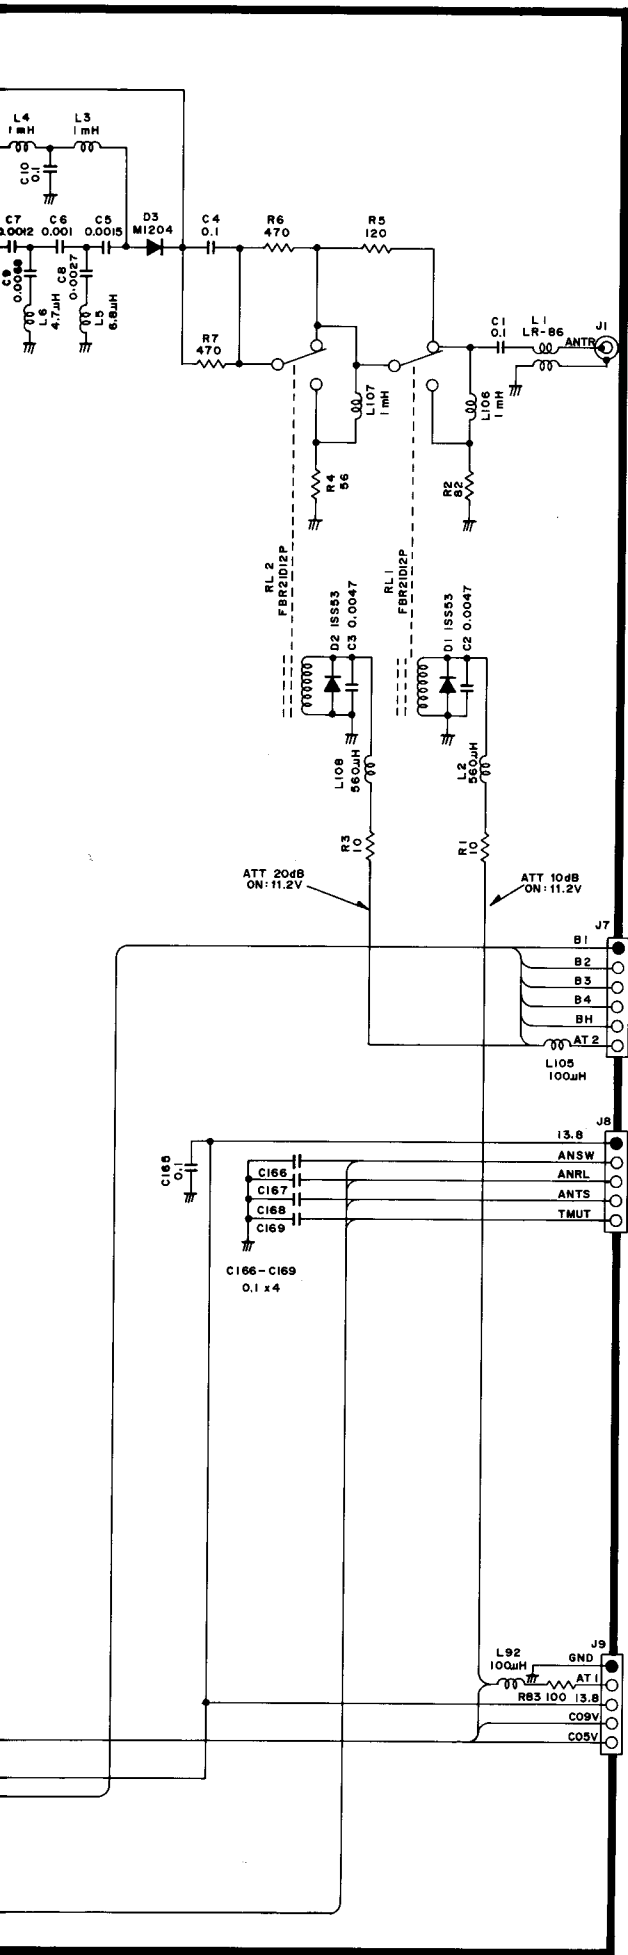 L4
1mH
L3
1mH
C10
0.1
C7
0.0012
C6
0.001
C5
0.0015
D3
MI204
C4
0.1
R6
470
R5
120
C9
0.0068
L6
4.7μH
C8
0.0027
L5
6.8μH
R7
470
C1
0.1
L1
LR-86
J1
ANTR
L107
1mH
L106
1mH
R4
56
R2
82
RL2
FBR21D12P
RL1
FBR21D12P
D2 1SS53
C3 0.0047
D1 1SS53
C2 0.0047
L108
560μH
L2
560μH
R3
10
R1
10
ATT 20dB
ON:11.2V
ATT 10dB
ON:11.2V
J7
B1
B2
B3
B4
BH
AT2
L105
100μH
J8
13.8
ANSW
ANRL
ANTS
TMUT
C165
0.1
C166
C167
C168
C169
C166-C169
0.1 x4
J9
L92
100μH
GND
AT1
R83 100
13.8
CO9V
CO5V